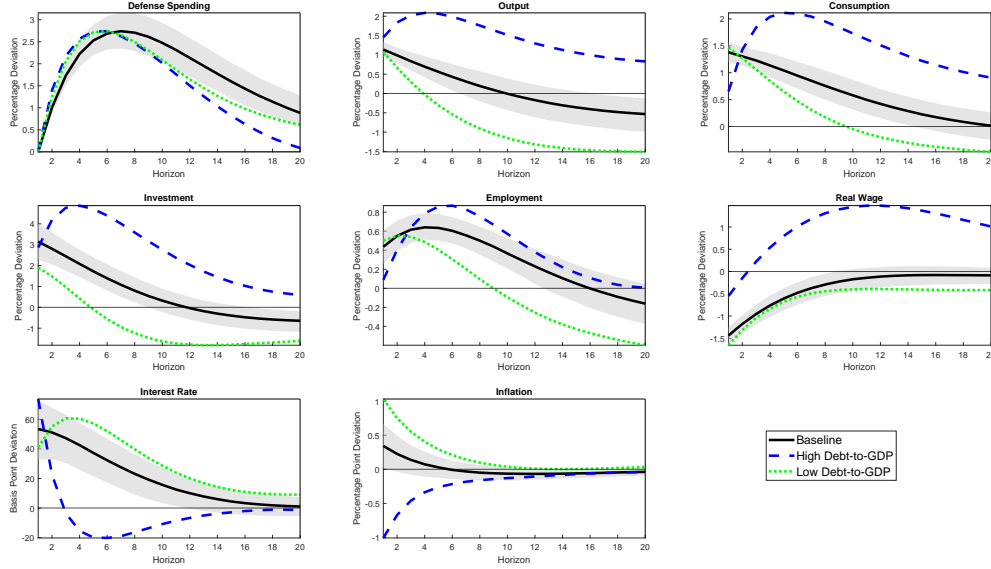 Defense Spending
Percentage Deviation
3
2.5
2
1.5
1
0.5
0
2 4 6 8 10 12 14 16 18 20
Horizon
Output
Percentage Deviation
2
1.5
1
0.5
0
-0.5
-1
-1.5
2 4 6 8 10 12 14 16 18 20
Horizon
Consumption
Percentage Deviation
2
1.5
1
0.5
0
2 4 6 8 10 12 14 16 18 20
Horizon
Investment
Percentage Deviation
4
3
2
1
0
-1
2 4 6 8 10 12 14 16 18 20
Horizon
Employment
Percentage Deviation
0.8
0.6
0.4
0.2
0
-0.2
-0.4
2 4 6 8 10 12 14 16 18 20
Horizon
Real Wage
Percentage Deviation
1
0.5
0
-0.5
-1
-1.5
2 4 6 8 10 12 14 16 18 20
Horizon
Interest Rate
Basis Point Deviation
60
40
20
0
-20
2 4 6 8 10 12 14 16 18 20
Horizon
Inflation
Percentage Point Deviation
1
0.5
0
-0.5
-1
2 4 6 8 10 12 14 16 18 20
Horizon
Baseline
High Debt-to-GDP
Low Debt-to-GDP